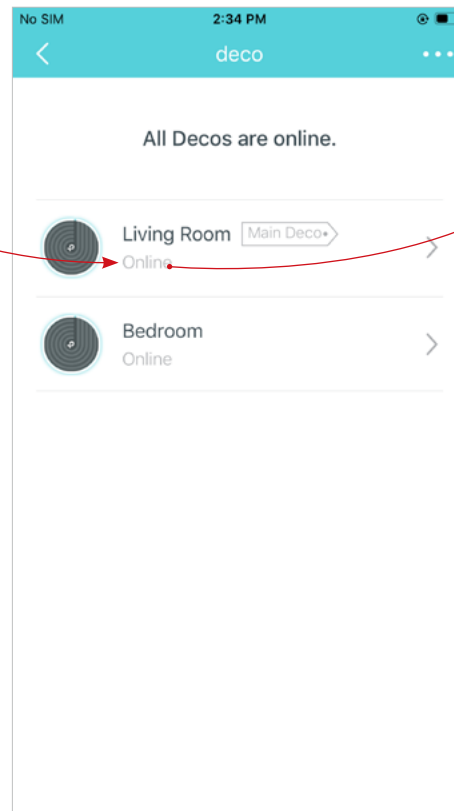 No SIM 2:34 PM
deco
All Decos are online.
Living Room Main Deco
Online
Bedroom
Online